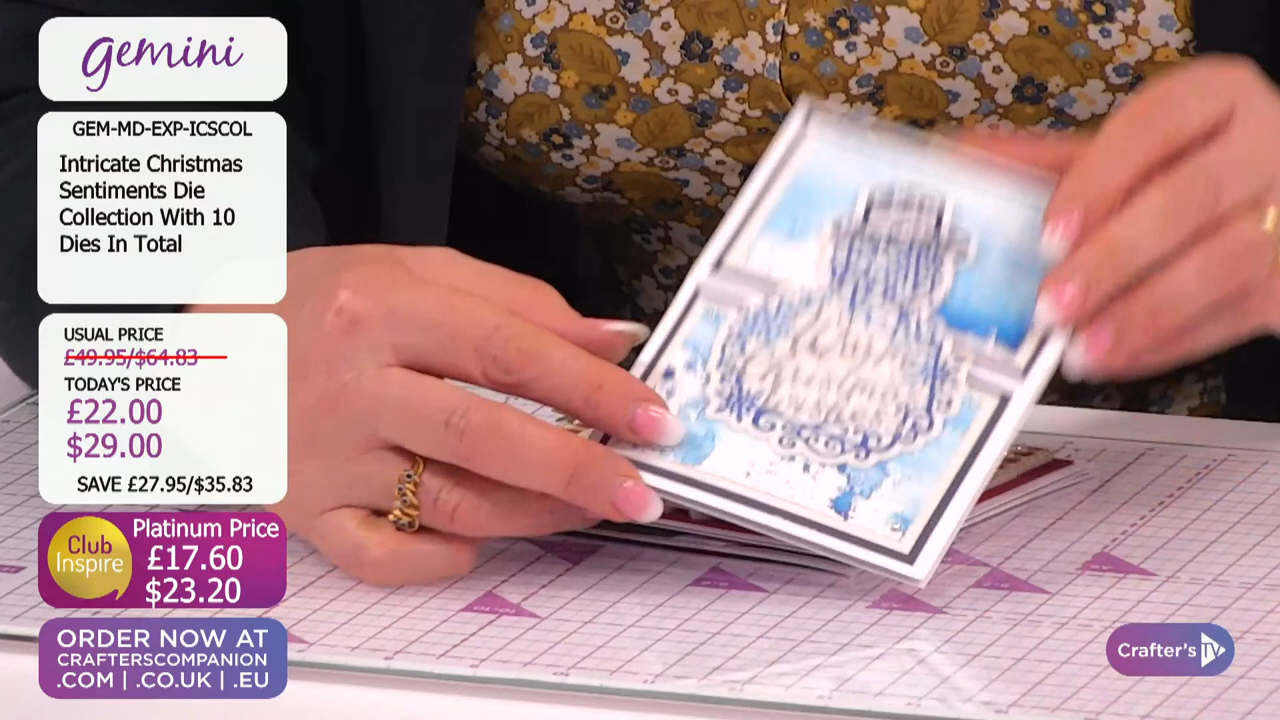 gemini
GEM-MD-EXP-ICSCOL
Intricate Christmas
Sentiments Die
Collection With 10
Dies In Total
USUAL PRICE
£49.95/$64.83
TODAY'S PRICE
£22.00
$29.00
SAVE £27.95/$35.83
Club
Inspire
Platinum Price
£17.60
$23.20
ORDER NOW AT
CRAFTERSCOMPANION
.COM | .CO.UK | .EU
Crafter's TV